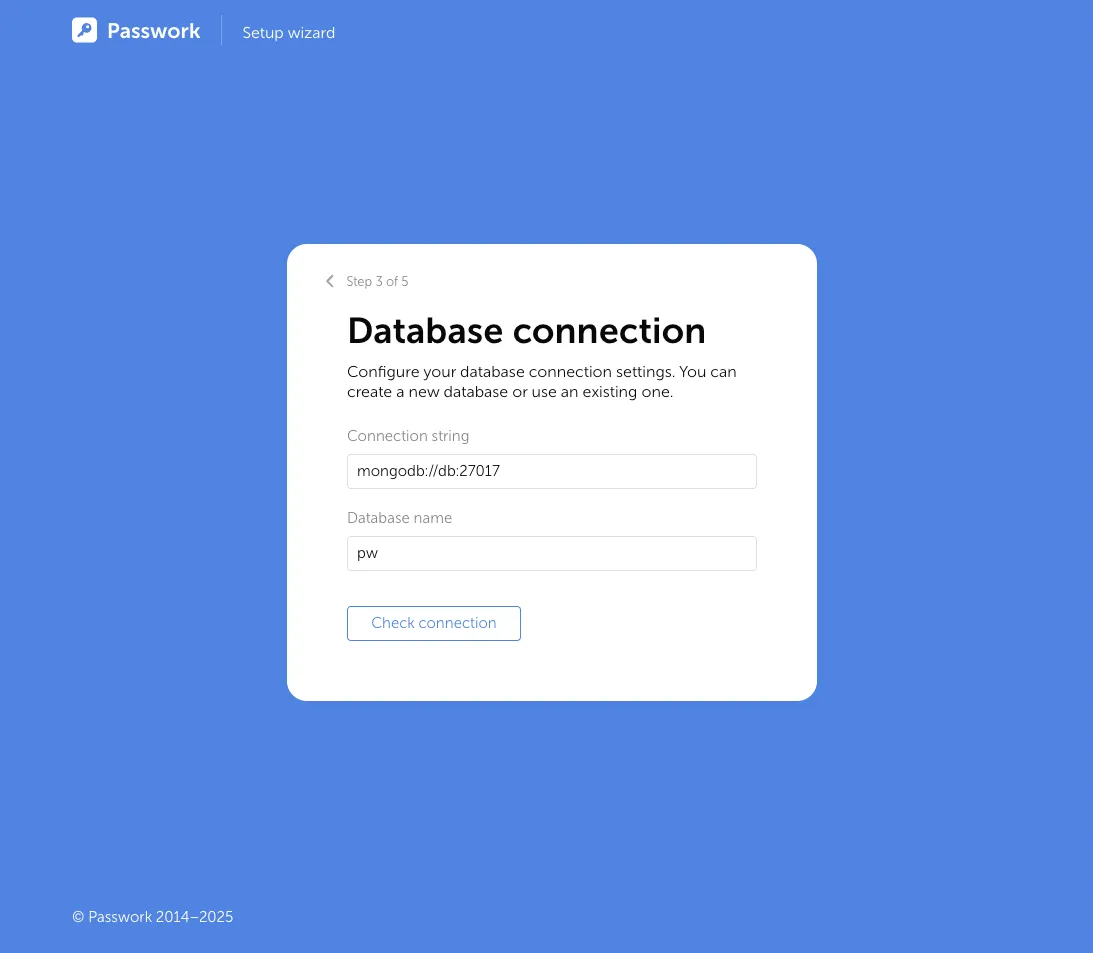 Passwork
Setup wizard
Step 3 of 5
Database connection
Configure your database connection settings. You can
create a new database or use an existing one.
Connection string
mongodb://db:27017
Database name
pw
Check connection
© Passwork 2014–2025